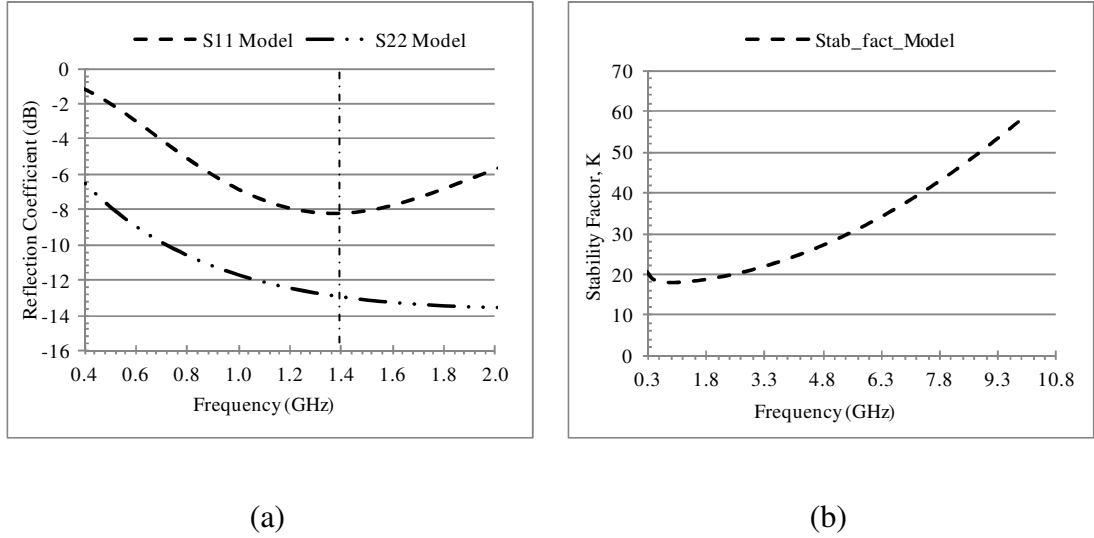 S11 Model
S22 Model
0
-2
-4
-6
-8
-10
-12
-14
-16
Reflection Coefficient (dB)
0.4 0.6 0.8 1.0 1.2 1.4 1.6 1.8 2.0
Frequency (GHz)
(a)
Stab_fact_Model
70
60
50
40
30
20
10
0
Stability Factor, K
0.3 1.8 3.3 4.8 6.3 7.8 9.3 10.8
Frequency (GHz)
(b)